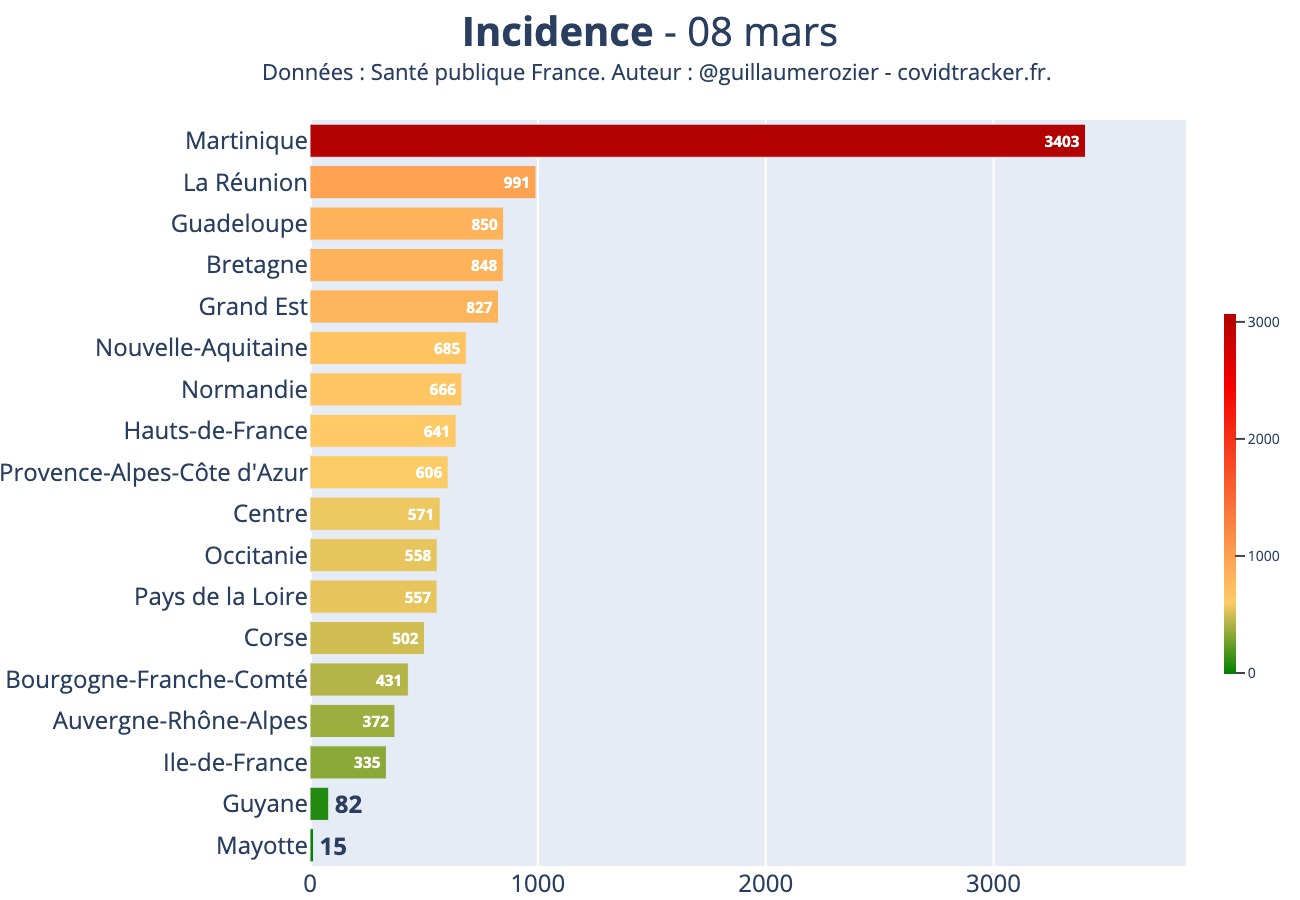 Incidence - 08 mars
Données : Santé publique France. Auteur : @guillaumerozier - covidtracker.fr.
Martinique 3403
La Réunion 991
Guadeloupe 850
Bretagne 848
Grand Est 827
Nouvelle-Aquitaine 685
Normandie 666
Hauts-de-France 641
Provence-Alpes-Côte d'Azur 606
Centre 571
Occitanie 558
Pays de la Loire 557
Corse 502
Bourgogne-Franche-Comté 431
Auvergne-Rhône-Alpes 372
Ile-de-France 335
Guyane 82
Mayotte 15
0 1000 2000 3000
3000
2000
1000
0